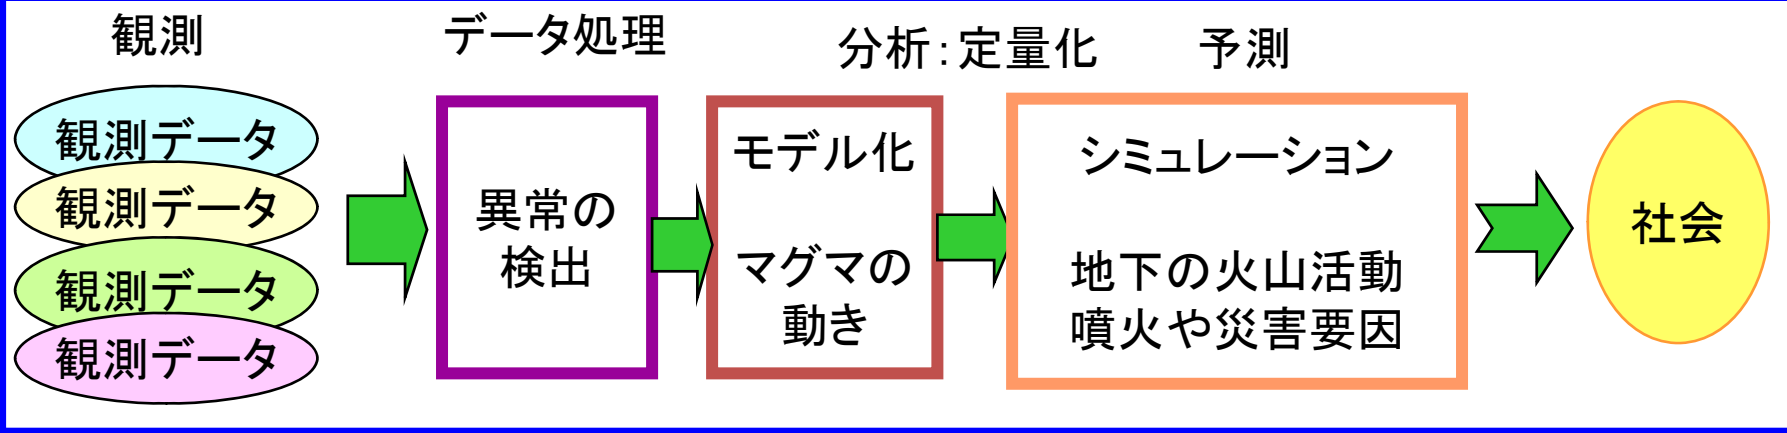 観測
データ処理
分析：定量化
予測
観測データ
観測データ
観測データ
観測データ
異常の
検出
モデル化
マグマの
動き
シミュレーション
地下の火山活動
噴火や災害要因
社会